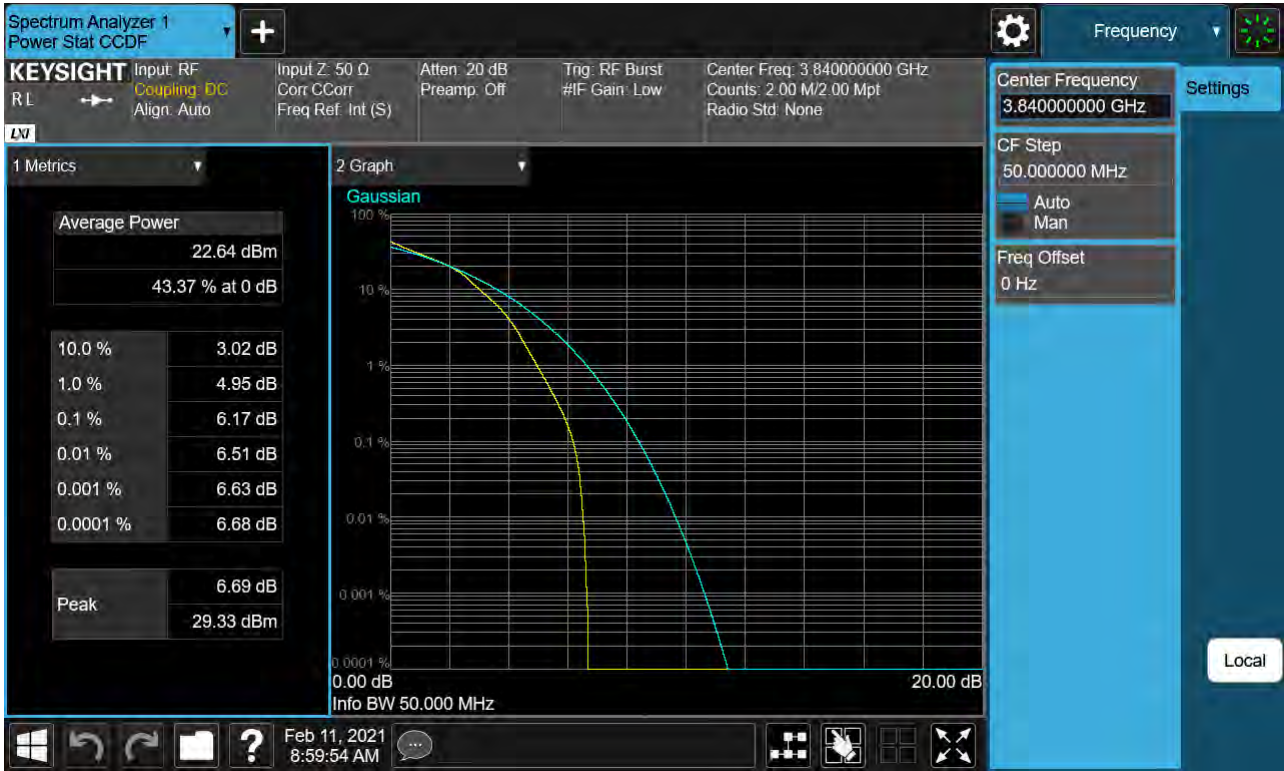 Spectrum Analyzer 1
Power Stat CCDF
+
Frequency
KEYSIGHT
RL
LXI
Input: RF
Coupling: DC
Align: Auto
Input Z: 50 Ω
Corr CCorr
Freq Ref: Int (S)
Atten: 20 dB
Preamp: Off
Trig: RF Burst
#IF Gain: Low
Center Freq: 3.840000000 GHz
Counts: 2.00 M/2.00 Mpt
Radio Std: None
Center Frequency
3.840000000 GHz
Settings
CF Step
50.000000 MHz
Auto
Man
Freq Offset
0 Hz
1 Metrics
Average Power
22.64 dBm
43.37 % at 0 dB
10.0 % 3.02 dB
1.0 % 4.95 dB
0.1 % 6.17 dB
0.01 % 6.51 dB
0.001 % 6.63 dB
0.0001 % 6.68 dB
Peak
6.69 dB
29.33 dBm
2 Graph
Gaussian
100 %
10 %
1 %
0.1 %
0.01 %
0.001 %
0.0001 %
0.00 dB 20.00 dB
Info BW 50.000 MHz
Local
?
Feb 11, 2021
8:59:54 AM